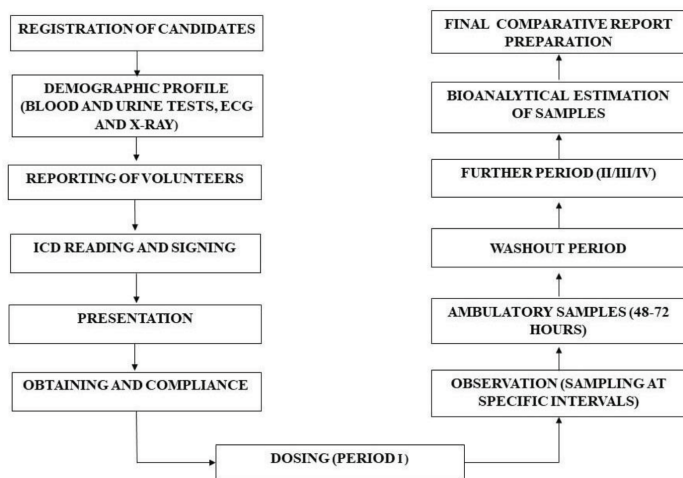 REGISTRATION OF CANDIDATES
DEMOGRAPHIC PROFILE
(BLOOD AND URINE TESTS, ECG
AND X-RAY)
REPORTING OF VOLUNTEERS
ICD READING AND SIGNING
PRESENTATION
OBTAINING AND COMPLIANCE
DOSING (PERIOD I)
OBSERVATION (SAMPLING AT
SPECIFIC INTERVALS)
AMBULATORY SAMPLES (48-72
HOURS)
WASHOUT PERIOD
FURTHER PERIOD (II/III/IV)
BIOANALYTICAL ESTIMATION
OF SAMPLES
FINAL COMPARATIVE REPORT
PREPARATION